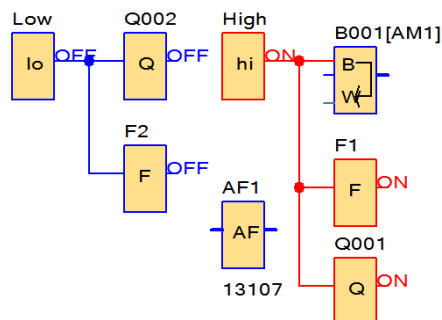 Low Q002 High B001[AM1]
lo OFF Q OFF hi ON B
W
F2 F1
F OFF AF1 F ON
AF
Q001
13107 Q ON